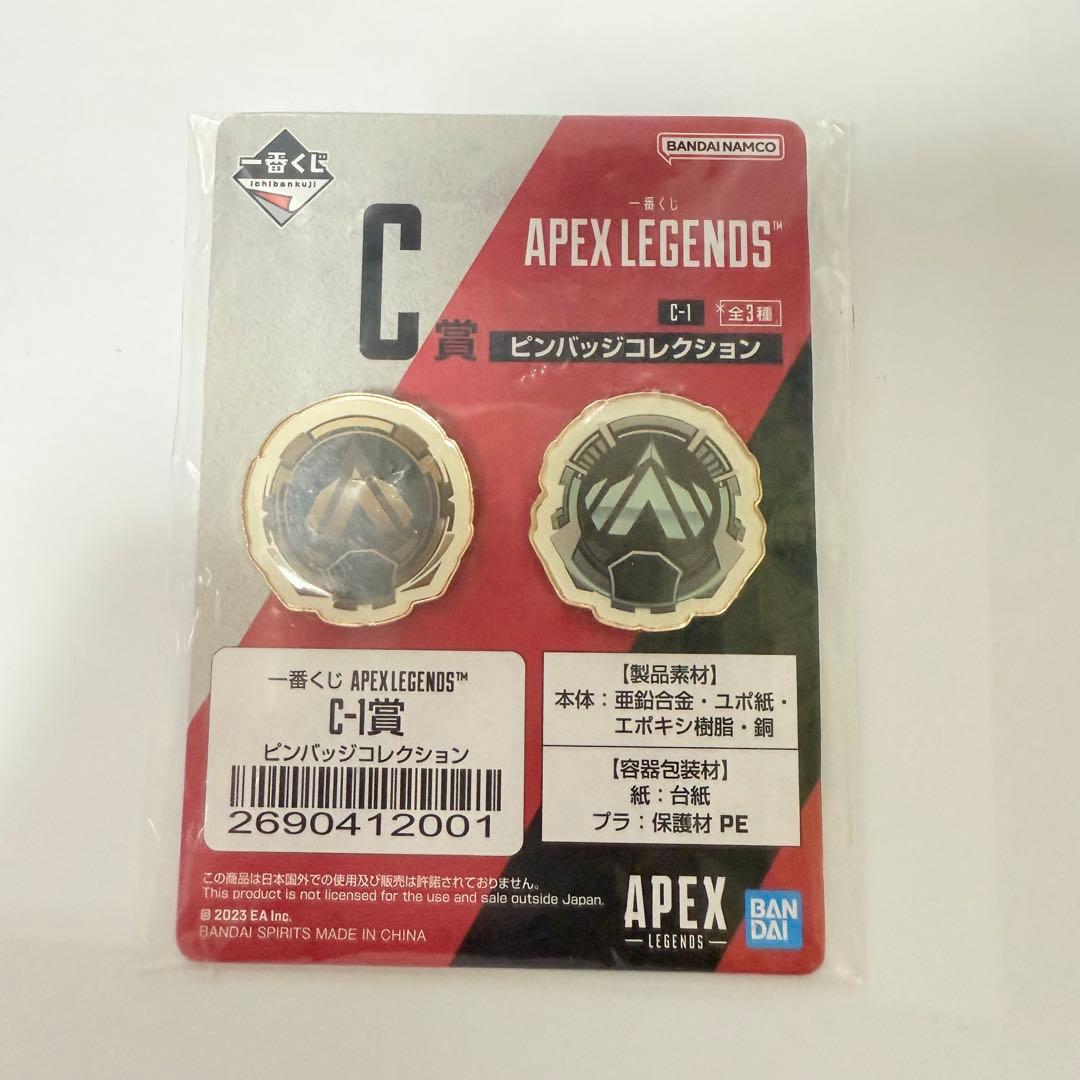 一番くじ
ichibankuji
BANDAI NAMCO
一番くじ
APEX LEGENDS™
C賞
C-1
※全3種
ピンバッジコレクション
一番くじ APEX LEGENDS™
C-1賞
ピンバッジコレクション
2690412001
【製品素材】
本体：亜鉛合金・ユポ紙・
エポキシ樹脂・銅
【容器包装材】
紙：台紙
プラ：保護材 PE
この商品は日本国外での使用及び販売は許諾されておりません。
This product is not licensed for the use and sale outside Japan.
© 2023 EA Inc.
BANDAI SPIRITS MADE IN CHINA
APEX
LEGENDS
BAN
DAI